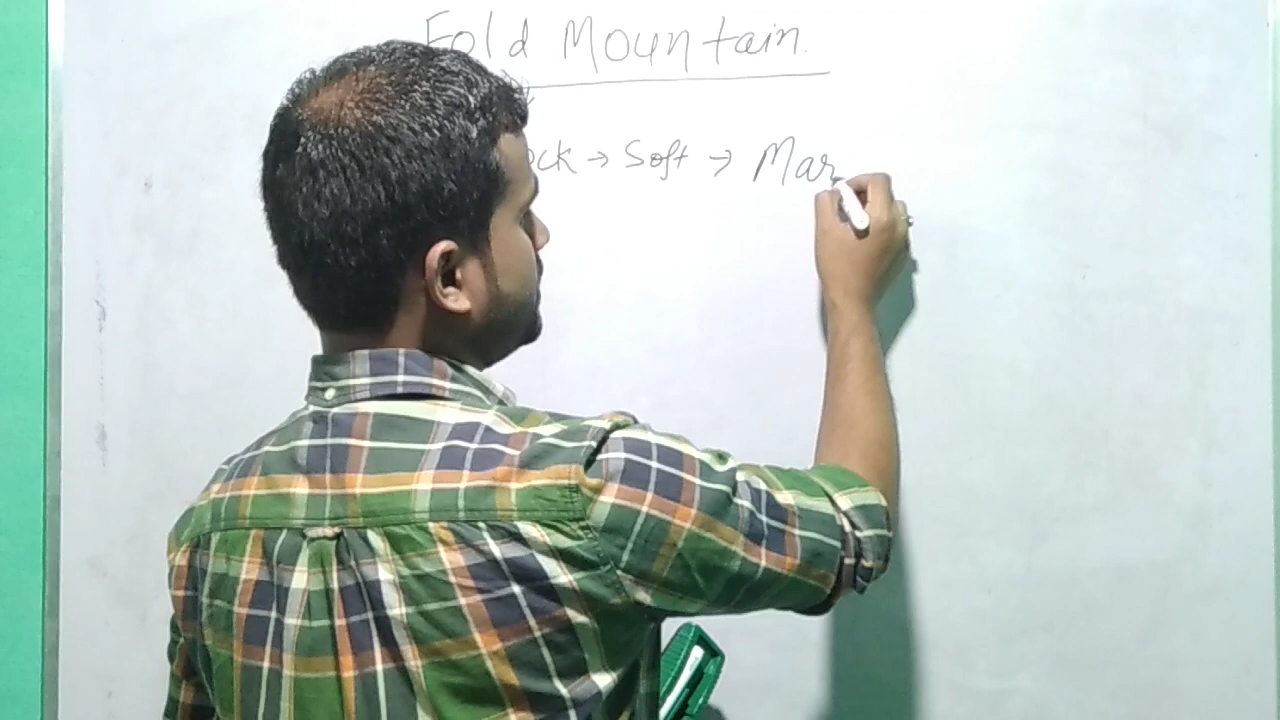 Fold Mountain.
ock → Soft → Mar